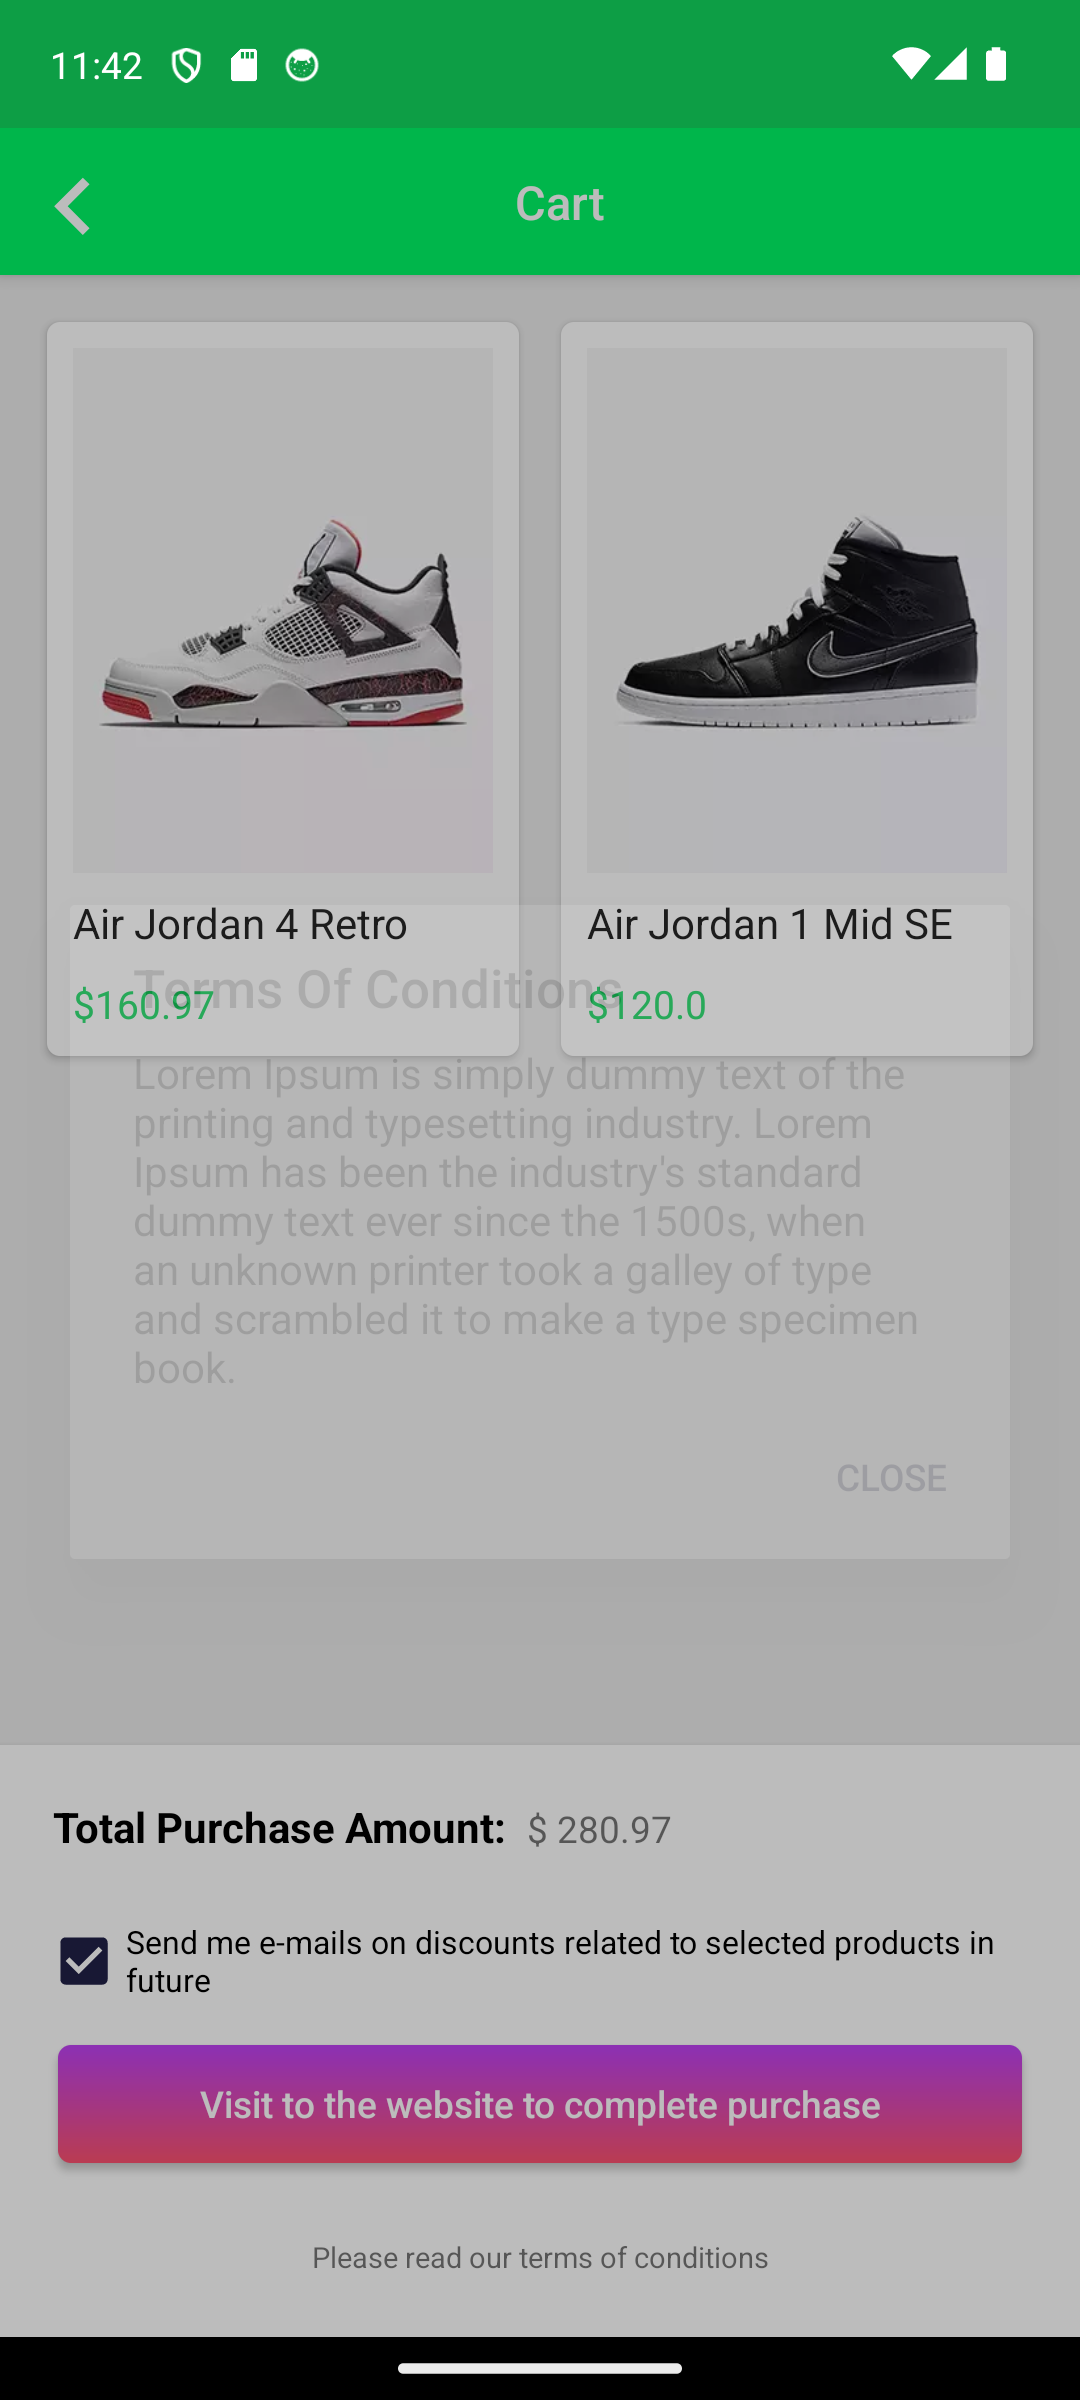 11:42
Cart
Air Jordan 4 Retro
$160.97
Air Jordan 1 Mid SE
$120.0
Terms Of Conditions
Lorem Ipsum is simply dummy text of the
printing and typesetting industry. Lorem
Ipsum has been the industry's standard
dummy text ever since the 1500s, when
an unknown printer took a galley of type
and scrambled it to make a type specimen
book.
CLOSE
Total Purchase Amount: $ 280.97
Send me e-mails on discounts related to selected products in
future
Visit to the website to complete purchase
Please read our terms of conditions